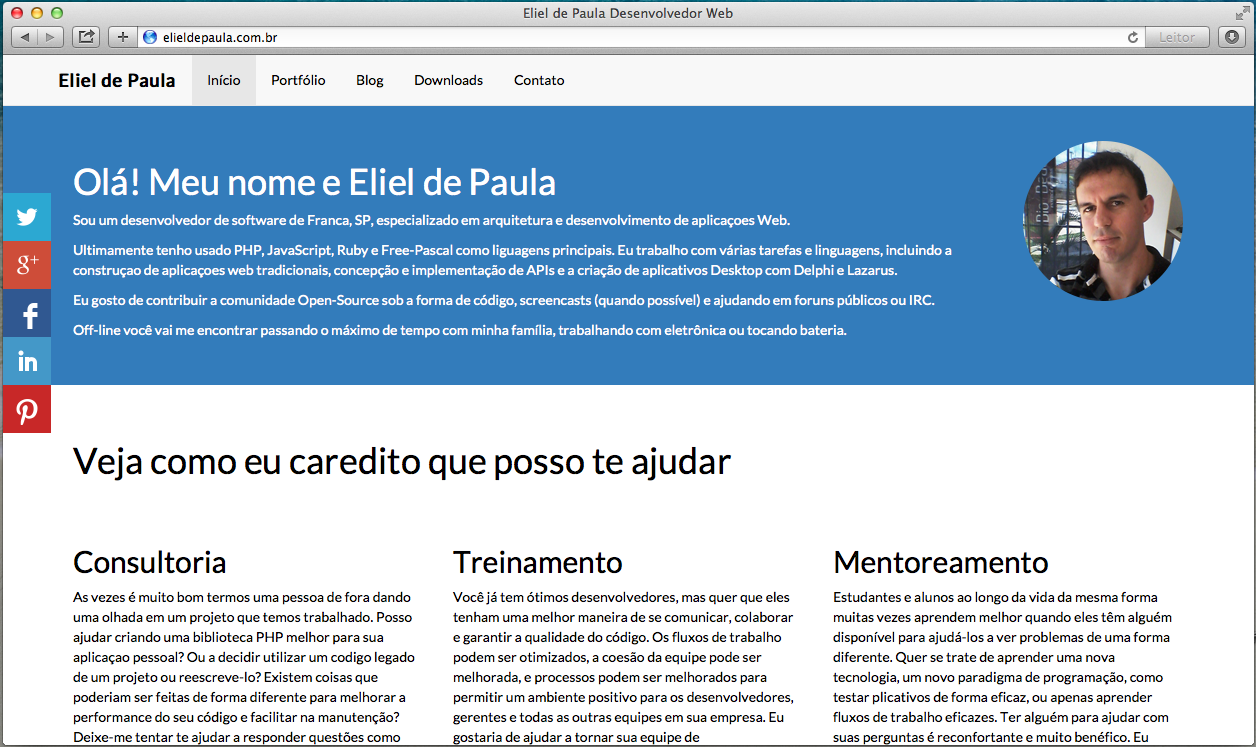 Eliel de Paula Desenvolvedor Web
elieldepaula.com.br
Leitor
Eliel de Paula
Início
Portfólio
Blog
Downloads
Contato
Olá! Meu nome e Eliel de Paula
Sou um desenvolvedor de software de Franca, SP, especializado em arquitetura e desenvolvimento de aplicaçoes Web.
Ultimamente tenho usado PHP, JavaScript, Ruby e Free-Pascal como liguagens principais. Eu trabalho com várias tarefas e linguagens, incluindo a
construçao de aplicaçoes web tradicionais, concepção e implementação de APIs e a criação de aplicativos Desktop com Delphi e Lazarus.
Eu gosto de contribuir a comunidade Open-Source sob a forma de código, screencasts (quando possível) e ajudando em foruns públicos ou IRC.
Off-line você vai me encontrar passando o máximo de tempo com minha família, trabalhando com eletrônica ou tocando bateria.
g+
f
in
Veja como eu caredito que posso te ajudar
Consultoria
As vezes é muito bom termos uma pessoa de fora dando
uma olhada em um projeto que temos trabalhado. Posso
ajudar criando uma biblioteca PHP melhor para sua
aplicaçao pessoal? Ou a decidir utilizar um codigo legado
de um projeto ou reescreve-lo? Existem coisas que
poderiam ser feitas de forma diferente para melhorar a
performance do seu código e facilitar na manutenção?
Deixe-me tentar te ajudar a responder questões como
Treinamento
Você já tem ótimos desenvolvedores, mas quer que eles
tenham uma melhor maneira de se comunicar, colaborar
e garantir a qualidade do código. Os fluxos de trabalho
podem ser otimizados, a coesão da equipe pode ser
melhorada, e processos podem ser melhorados para
permitir um ambiente positivo para os desenvolvedores,
gerentes e todas as outras equipes em sua empresa. Eu
gostaria de ajudar a tornar sua equipe de
Mentoreamento
Estudantes e alunos ao longo da vida da mesma forma
muitas vezes aprendem melhor quando eles têm alguém
disponível para ajudá-los a ver problemas de uma forma
diferente. Quer se trate de aprender uma nova
tecnologia, um novo paradigma de programação, como
testar plicativos de forma eficaz, ou apenas aprender
fluxos de trabalho eficazes. Ter alguém para ajudar com
suas perguntas é reconfortante e muito benéfico. Eu